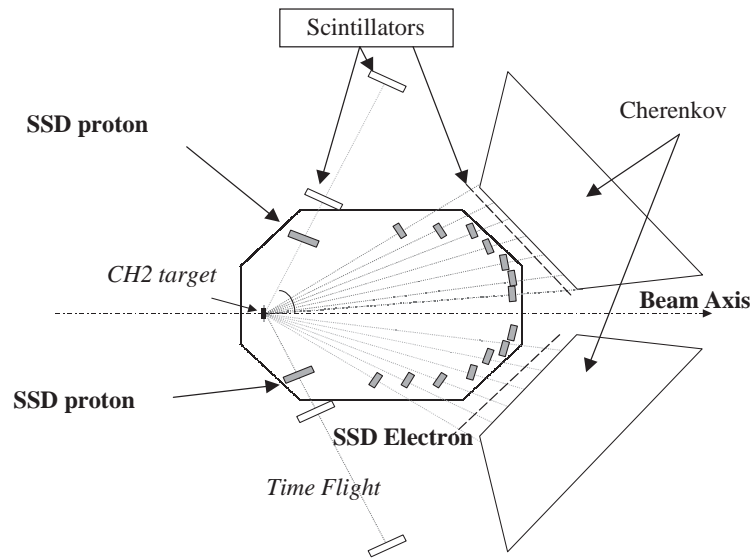 Scintillators
SSD proton
Cherenkov
CH2 target
Beam Axis
SSD proton
SSD Electron
Time Flight